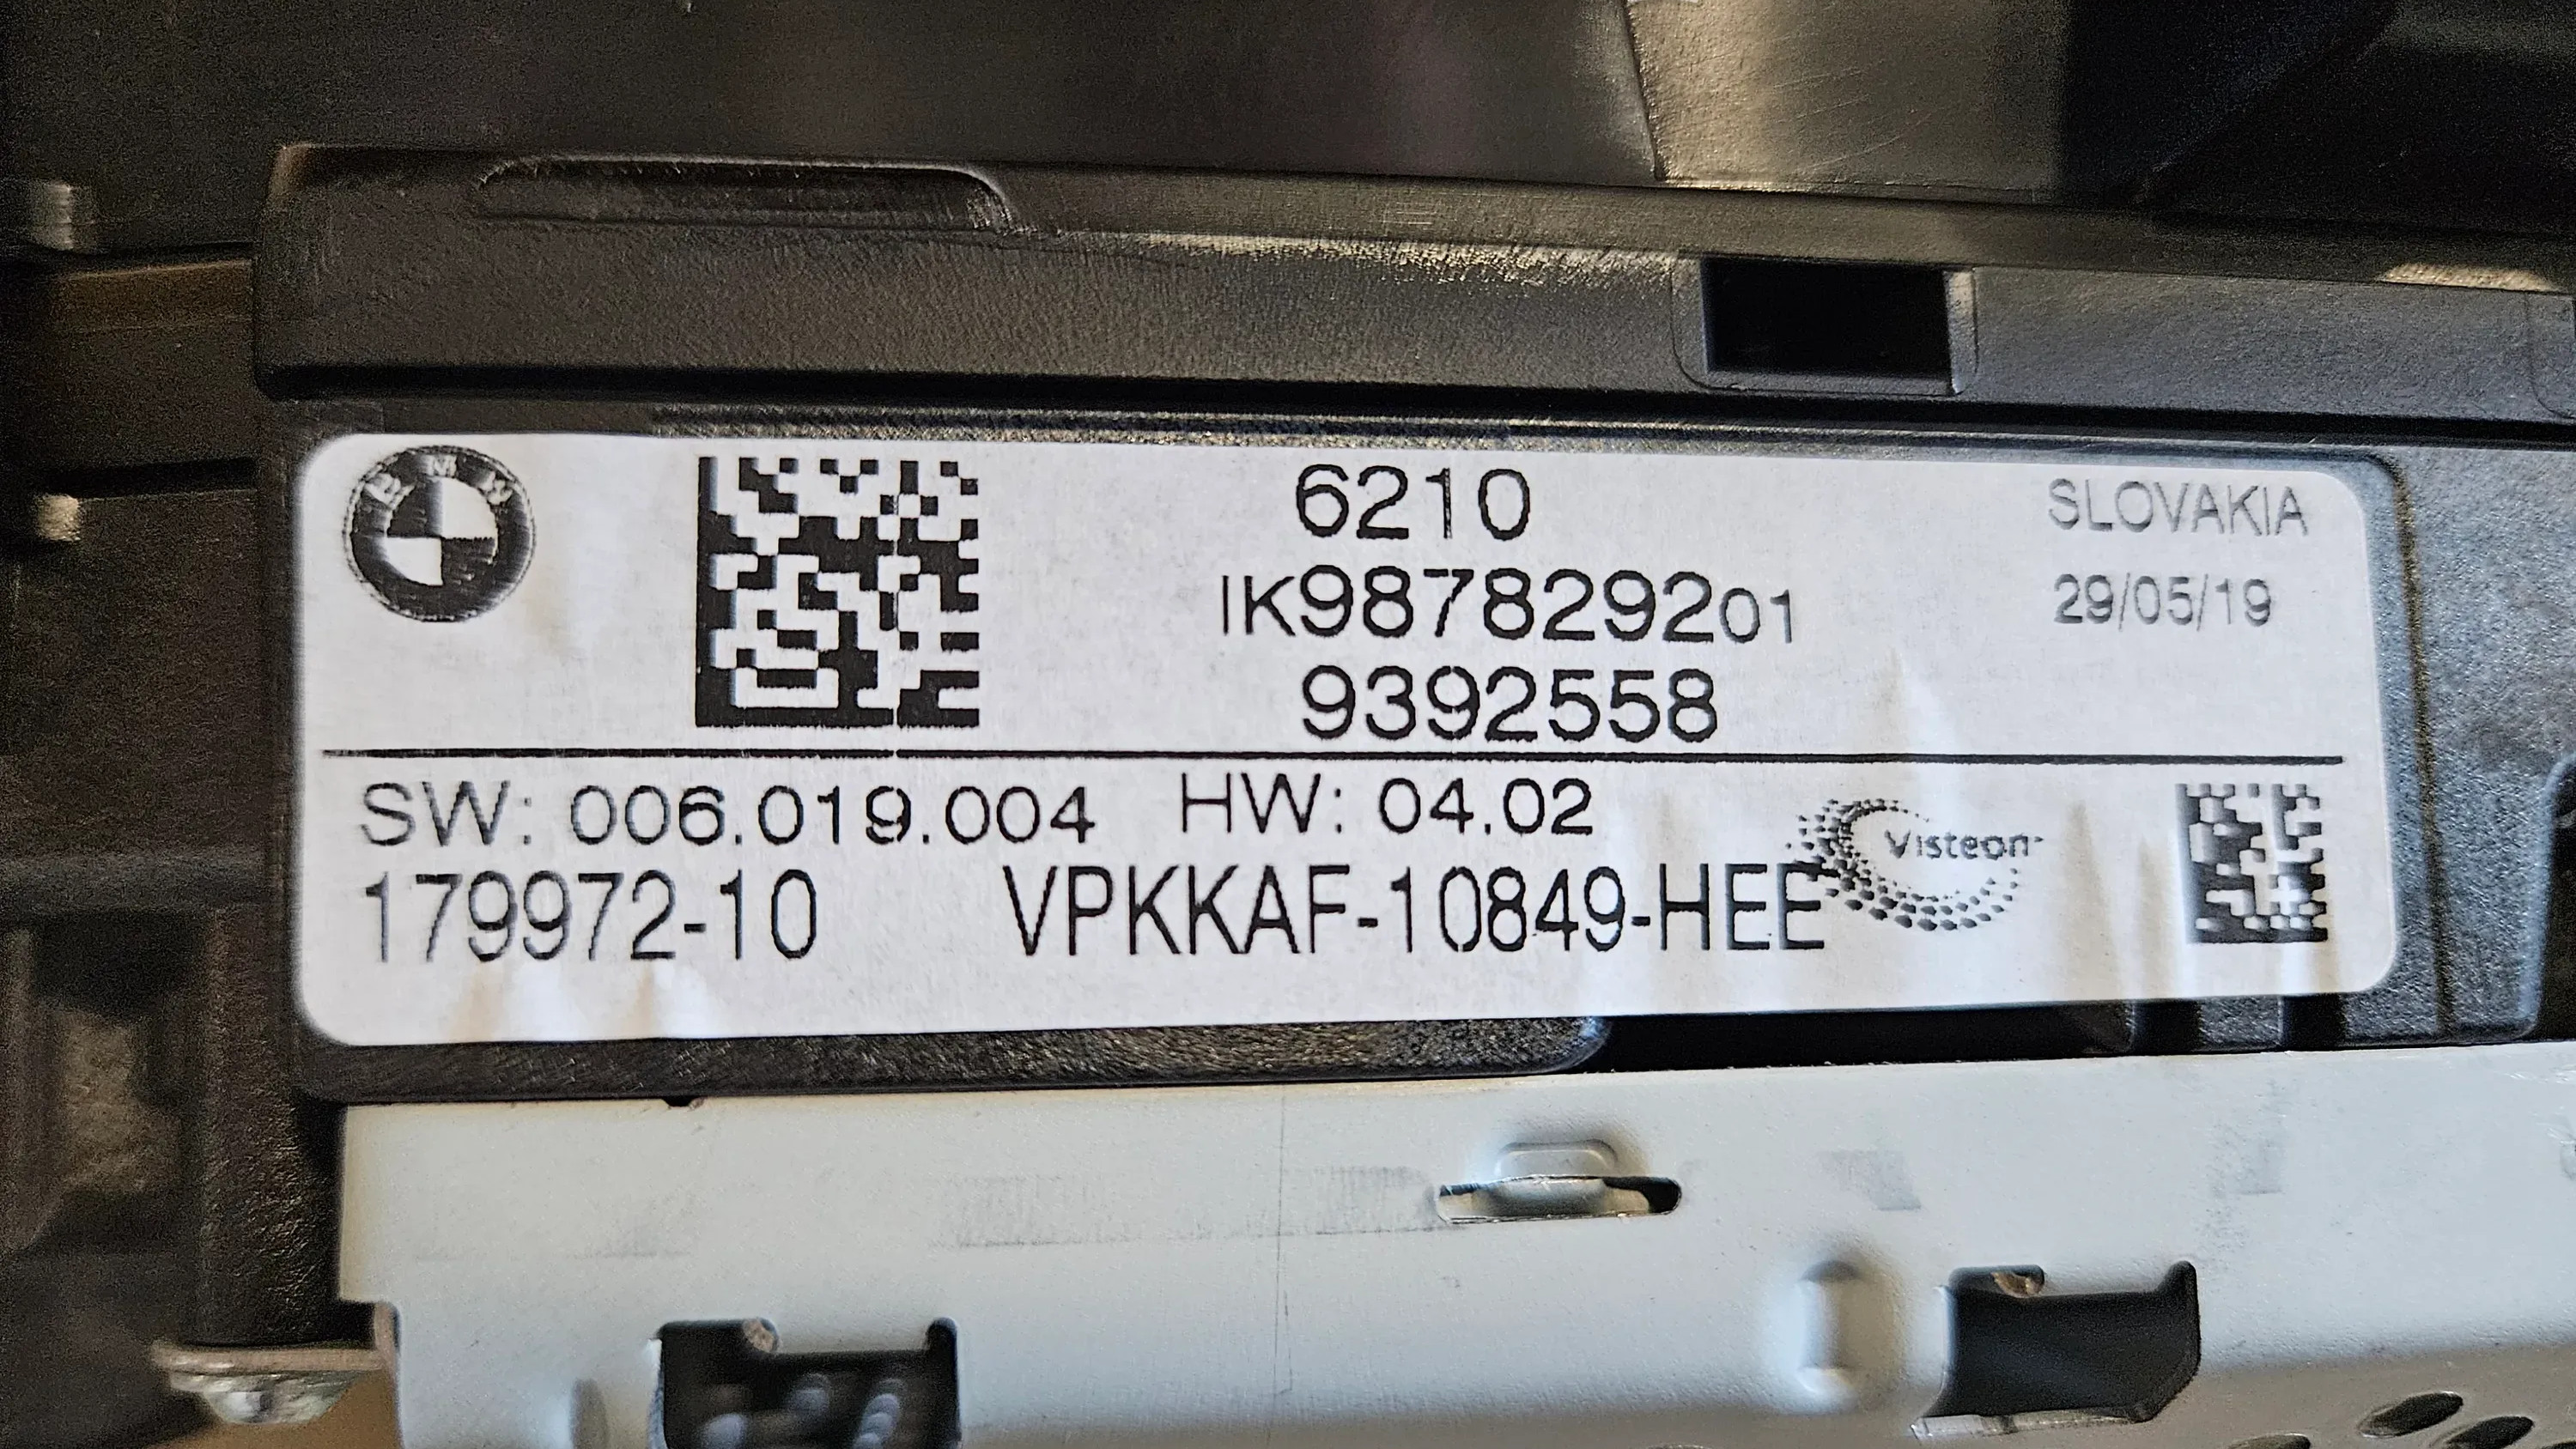 BMW
6210
SLOVAKIA
IK987829201
29/05/19
9392558
SW: 006.019.004 HW: 04.02
Visteon
179972-10 VPKKAF-10849-HEE